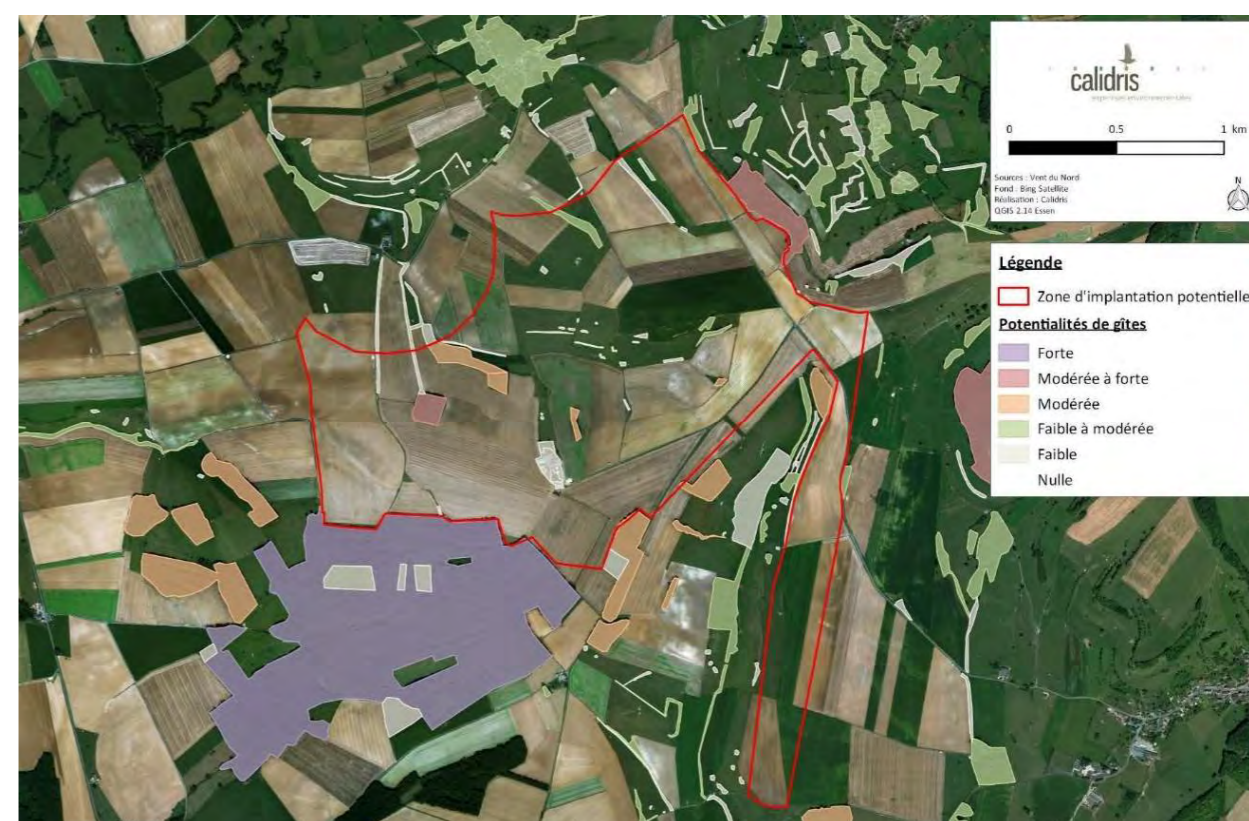 calidris
0 0.5 1 km
Sources : Vent du Nord
Fond : Bing Satellite
Réalisation : Calidris
QGIS 2.14 Essen
N
Légende
Zone d'implantation potentielle
Potentialités de gîtes
Forte
Modérée à forte
Modérée
Faible à modérée
Faible
Nulle